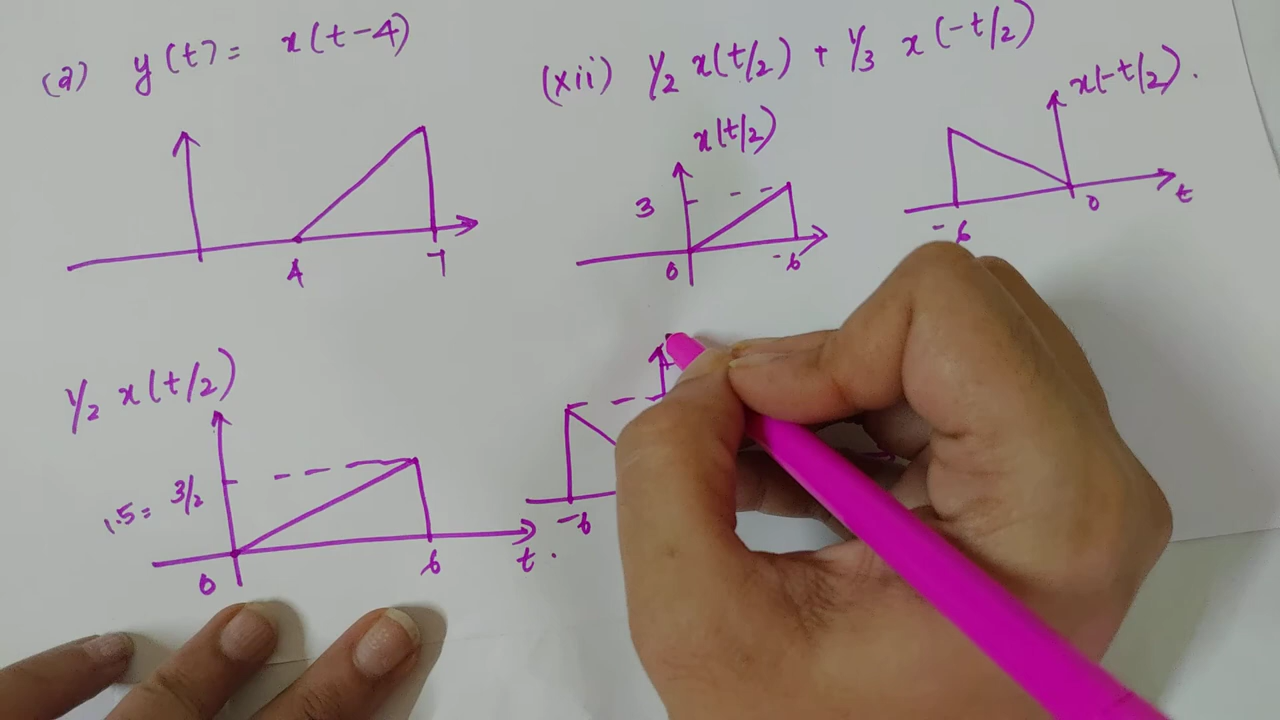 (a) y(t) = x(t-4)
4
7
(xii) 1/2 x(t/2) + 1/3 x(-t/2)
x(t/2)
3
0
-6
x(-t/2).
-6
0
t
1/2 x(t/2)
1.5 = 3/2
0
6
t.
-6